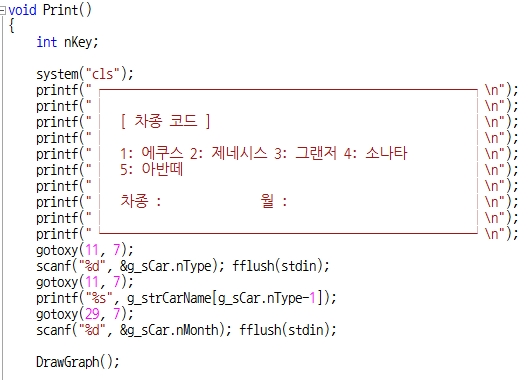 void Print()
{
int nKey;
system("cls");
printf(" ┌──────────────────────────────────┐ \n");
printf(" │ │ \n");
printf(" │ [ 차종 코드 ] │ \n");
printf(" │ │ \n");
printf(" │ 1: 에쿠스 2: 제네시스 3: 그랜저 4: 소나타 │ \n");
printf(" │ 5: 아반떼 │ \n");
printf(" │ │ \n");
printf(" │ 차종 : 월 : │ \n");
printf(" │ │ \n");
printf(" └──────────────────────────────────┘ \n");
gotoxy(11, 7);
scanf("%d", &g_sCar.nType); fflush(stdin);
gotoxy(11, 7);
printf("%s", g_strCarName[g_sCar.nType-1]);
gotoxy(29, 7);
scanf("%d", &g_sCar.nMonth); fflush(stdin);
DrawGraph();